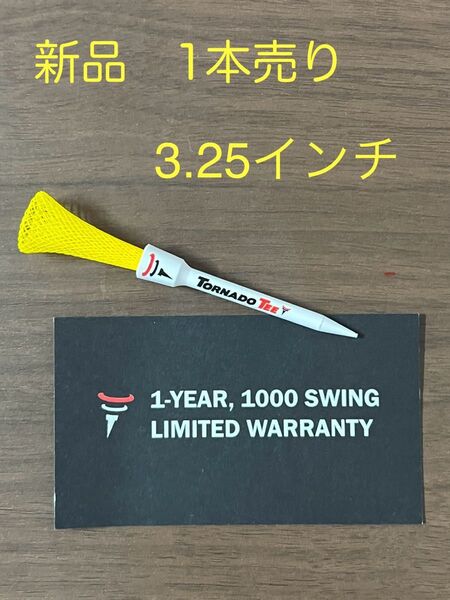 新品　1本売り
3.25インチ
TORNADO TEE
1-YEAR, 1000 SWING
LIMITED WARRANTY